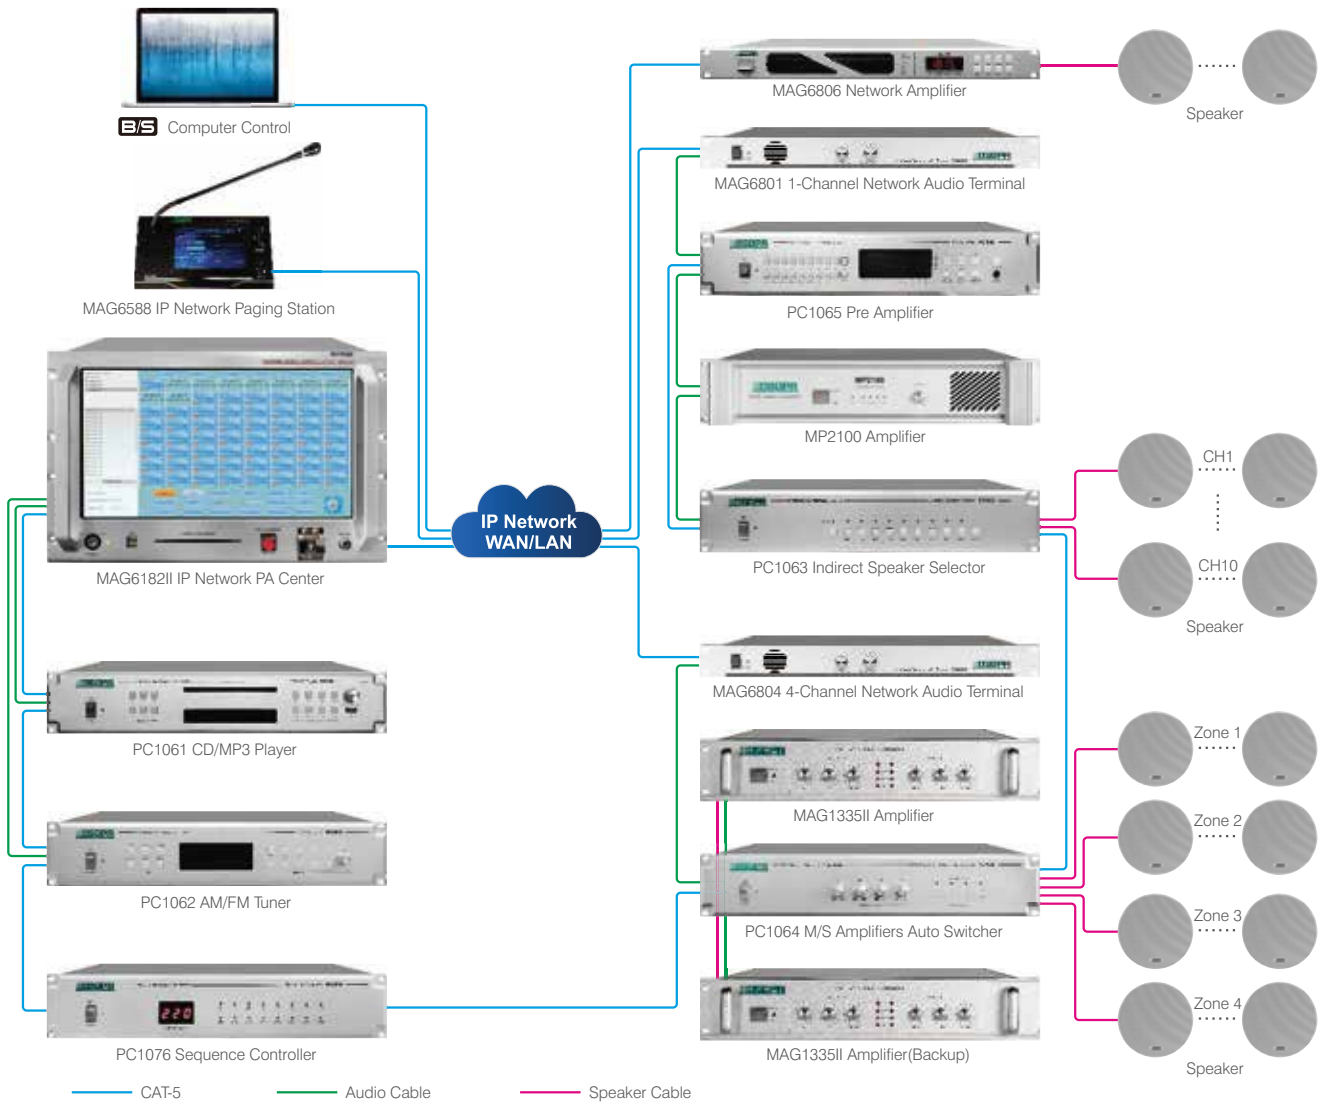 B/S Computer Control
MAG6588 IP Network Paging Station
MAG6182II IP Network PA Center
PC1061 CD/MP3 Player
PC1062 AM/FM Tuner
220
PC1076 Sequence Controller
IP Network
WAN/LAN
MAG6806 Network Amplifier
Speaker
MAG6801 1-Channel Network Audio Terminal
PC1065 Pre Amplifier
MP2100
MP2100 Amplifier
CH1
PC1063 Indirect Speaker Selector
CH10
Speaker
MAG6804 4-Channel Network Audio Terminal
MAG1335II Amplifier
Zone 1
Zone 2
PC1064 M/S Amplifiers Auto Switcher
Zone 3
MAG1335II Amplifier(Backup)
Zone 4
Speaker
CAT-5
Audio Cable
Speaker Cable